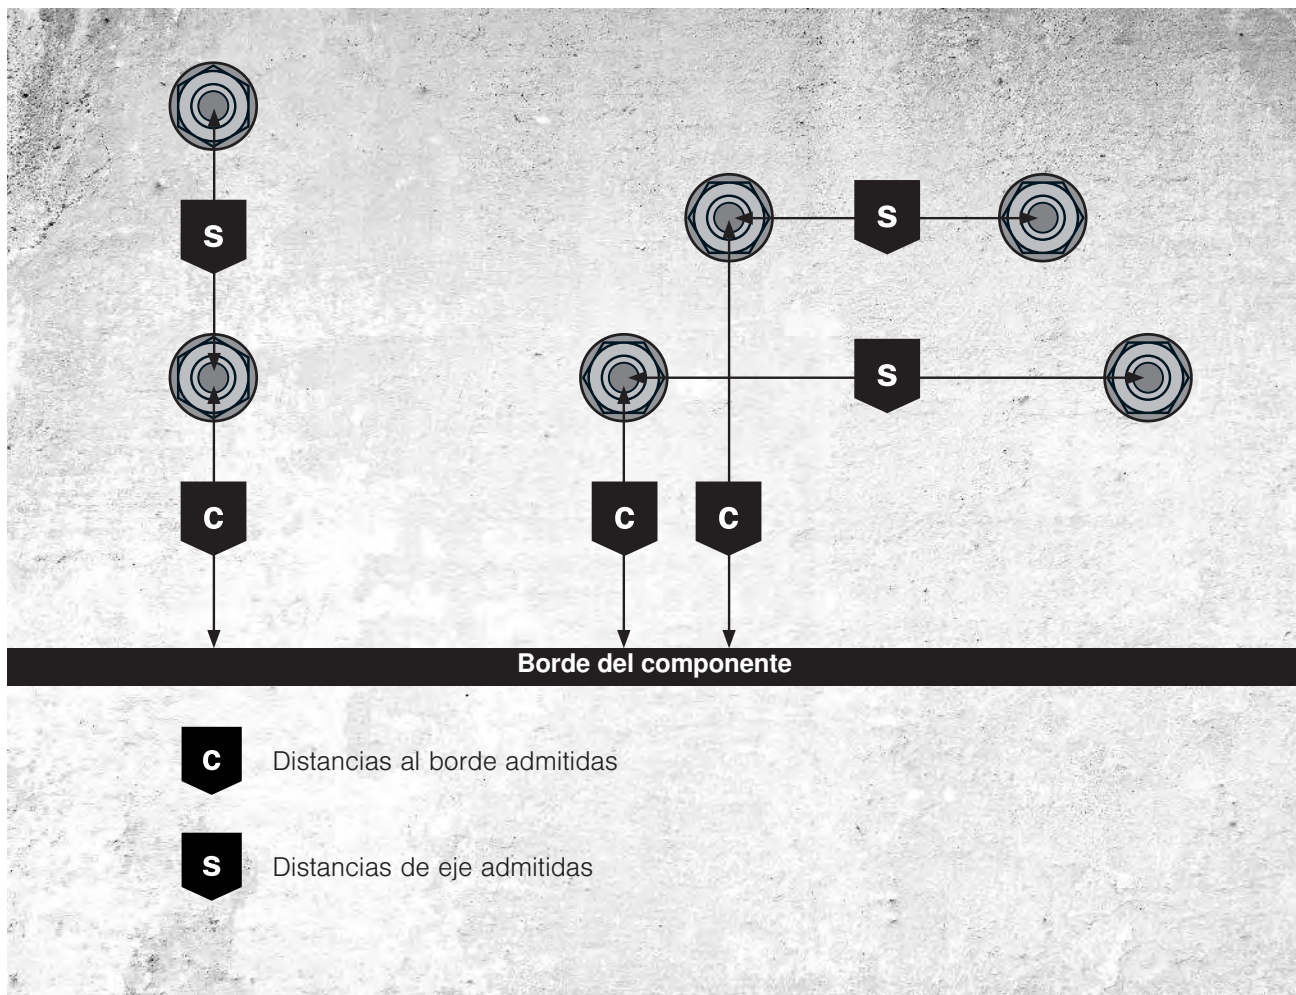 S
S
S
C
C
C
Borde del componente
C
Distancias al borde admitidas
S
Distancias de eje admitidas